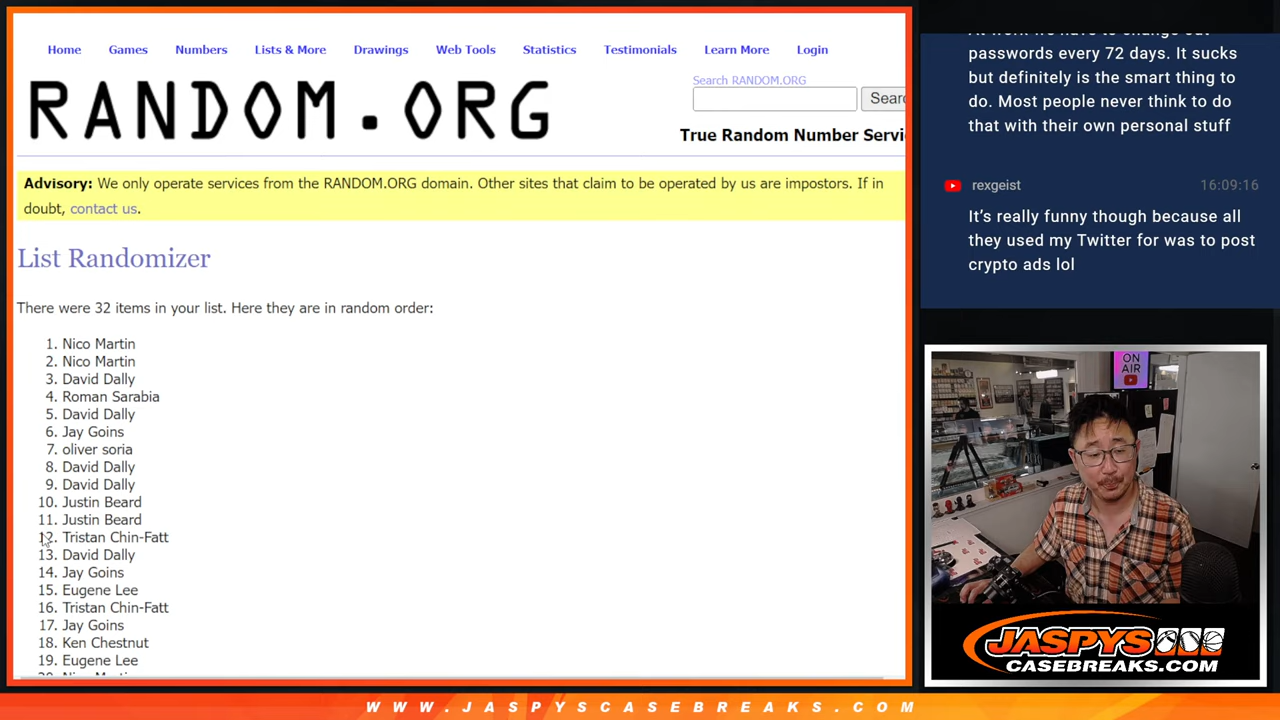 Home Games Numbers Lists & More Drawings Web Tools Statistics Testimonials Learn More Login
RANDOM.ORG
Search RANDOM.ORG
Searc
True Random Number Servi
Advisory: We only operate services from the RANDOM.ORG domain. Other sites that claim to be operated by us are impostors. If in
doubt, contact us.
List Randomizer
There were 32 items in your list. Here they are in random order:
1. Nico Martin
2. Nico Martin
3. David Dally
4. Roman Sarabia
5. David Dally
6. Jay Goins
7. oliver soria
8. David Dally
9. David Dally
10. Justin Beard
11. Justin Beard
12. Tristan Chin-Fatt
13. David Dally
14. Jay Goins
15. Eugene Lee
16. Tristan Chin-Fatt
17. Jay Goins
18. Ken Chestnut
19. Eugene Lee
passwords every 72 days. It sucks
but definitely is the smart thing to
do. Most people never think to do
that with their own personal stuff
rexgeist 16:09:16
It’s really funny though because all
they used my Twitter for was to post
crypto ads lol
ON
AIR
JASPYS
CASEBREAKS.COM
WWW.JASPYSCASEBREAKS.COM